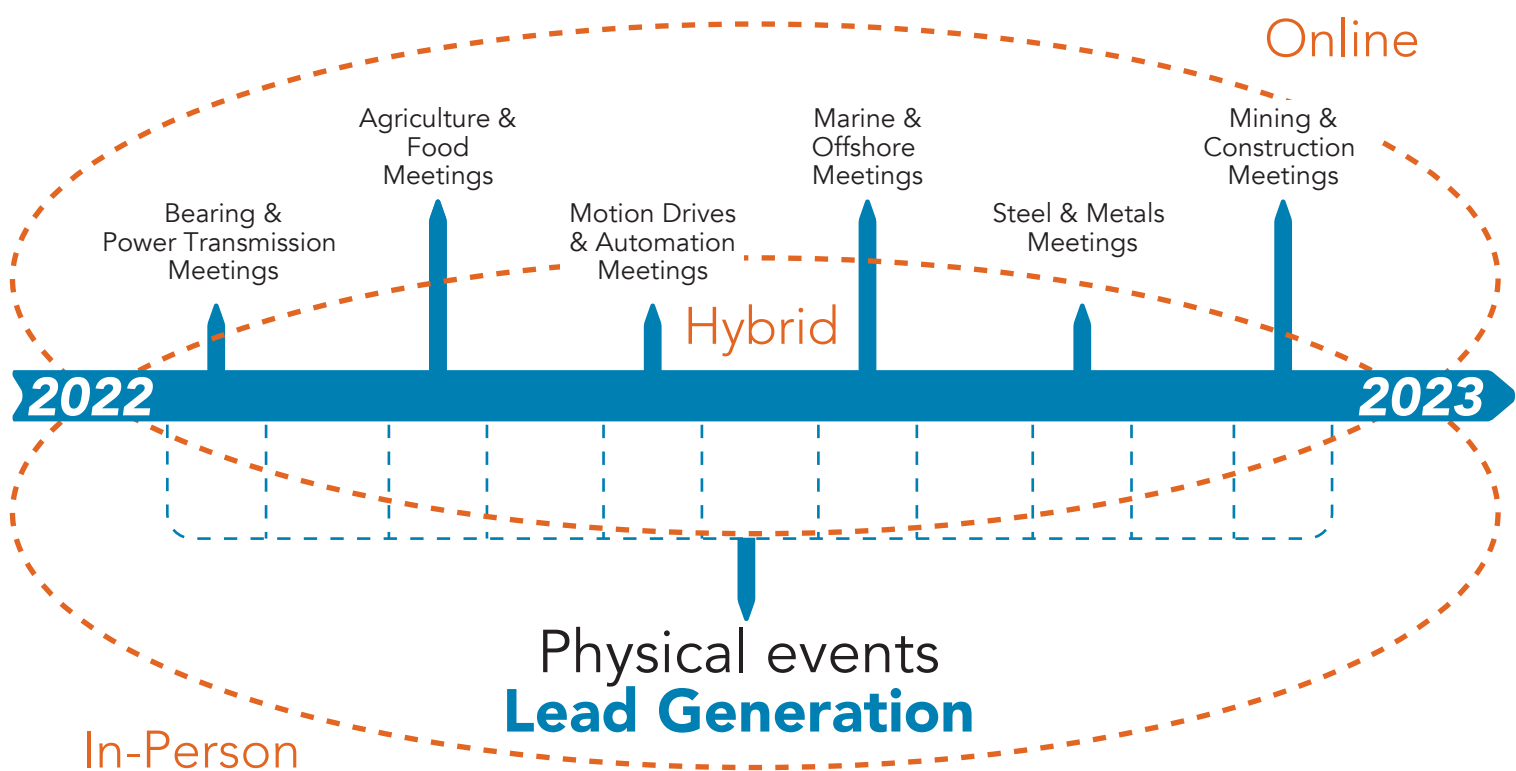 Online
Agriculture &
Food
Meetings
Marine &
Offshore
Meetings
Mining &
Construction
Meetings
Bearing &
Power Transmission
Meetings
Motion Drives
& Automation
Meetings
Steel & Metals
Meetings
Hybrid
2022
2023
Physical events
Lead Generation
In-Person